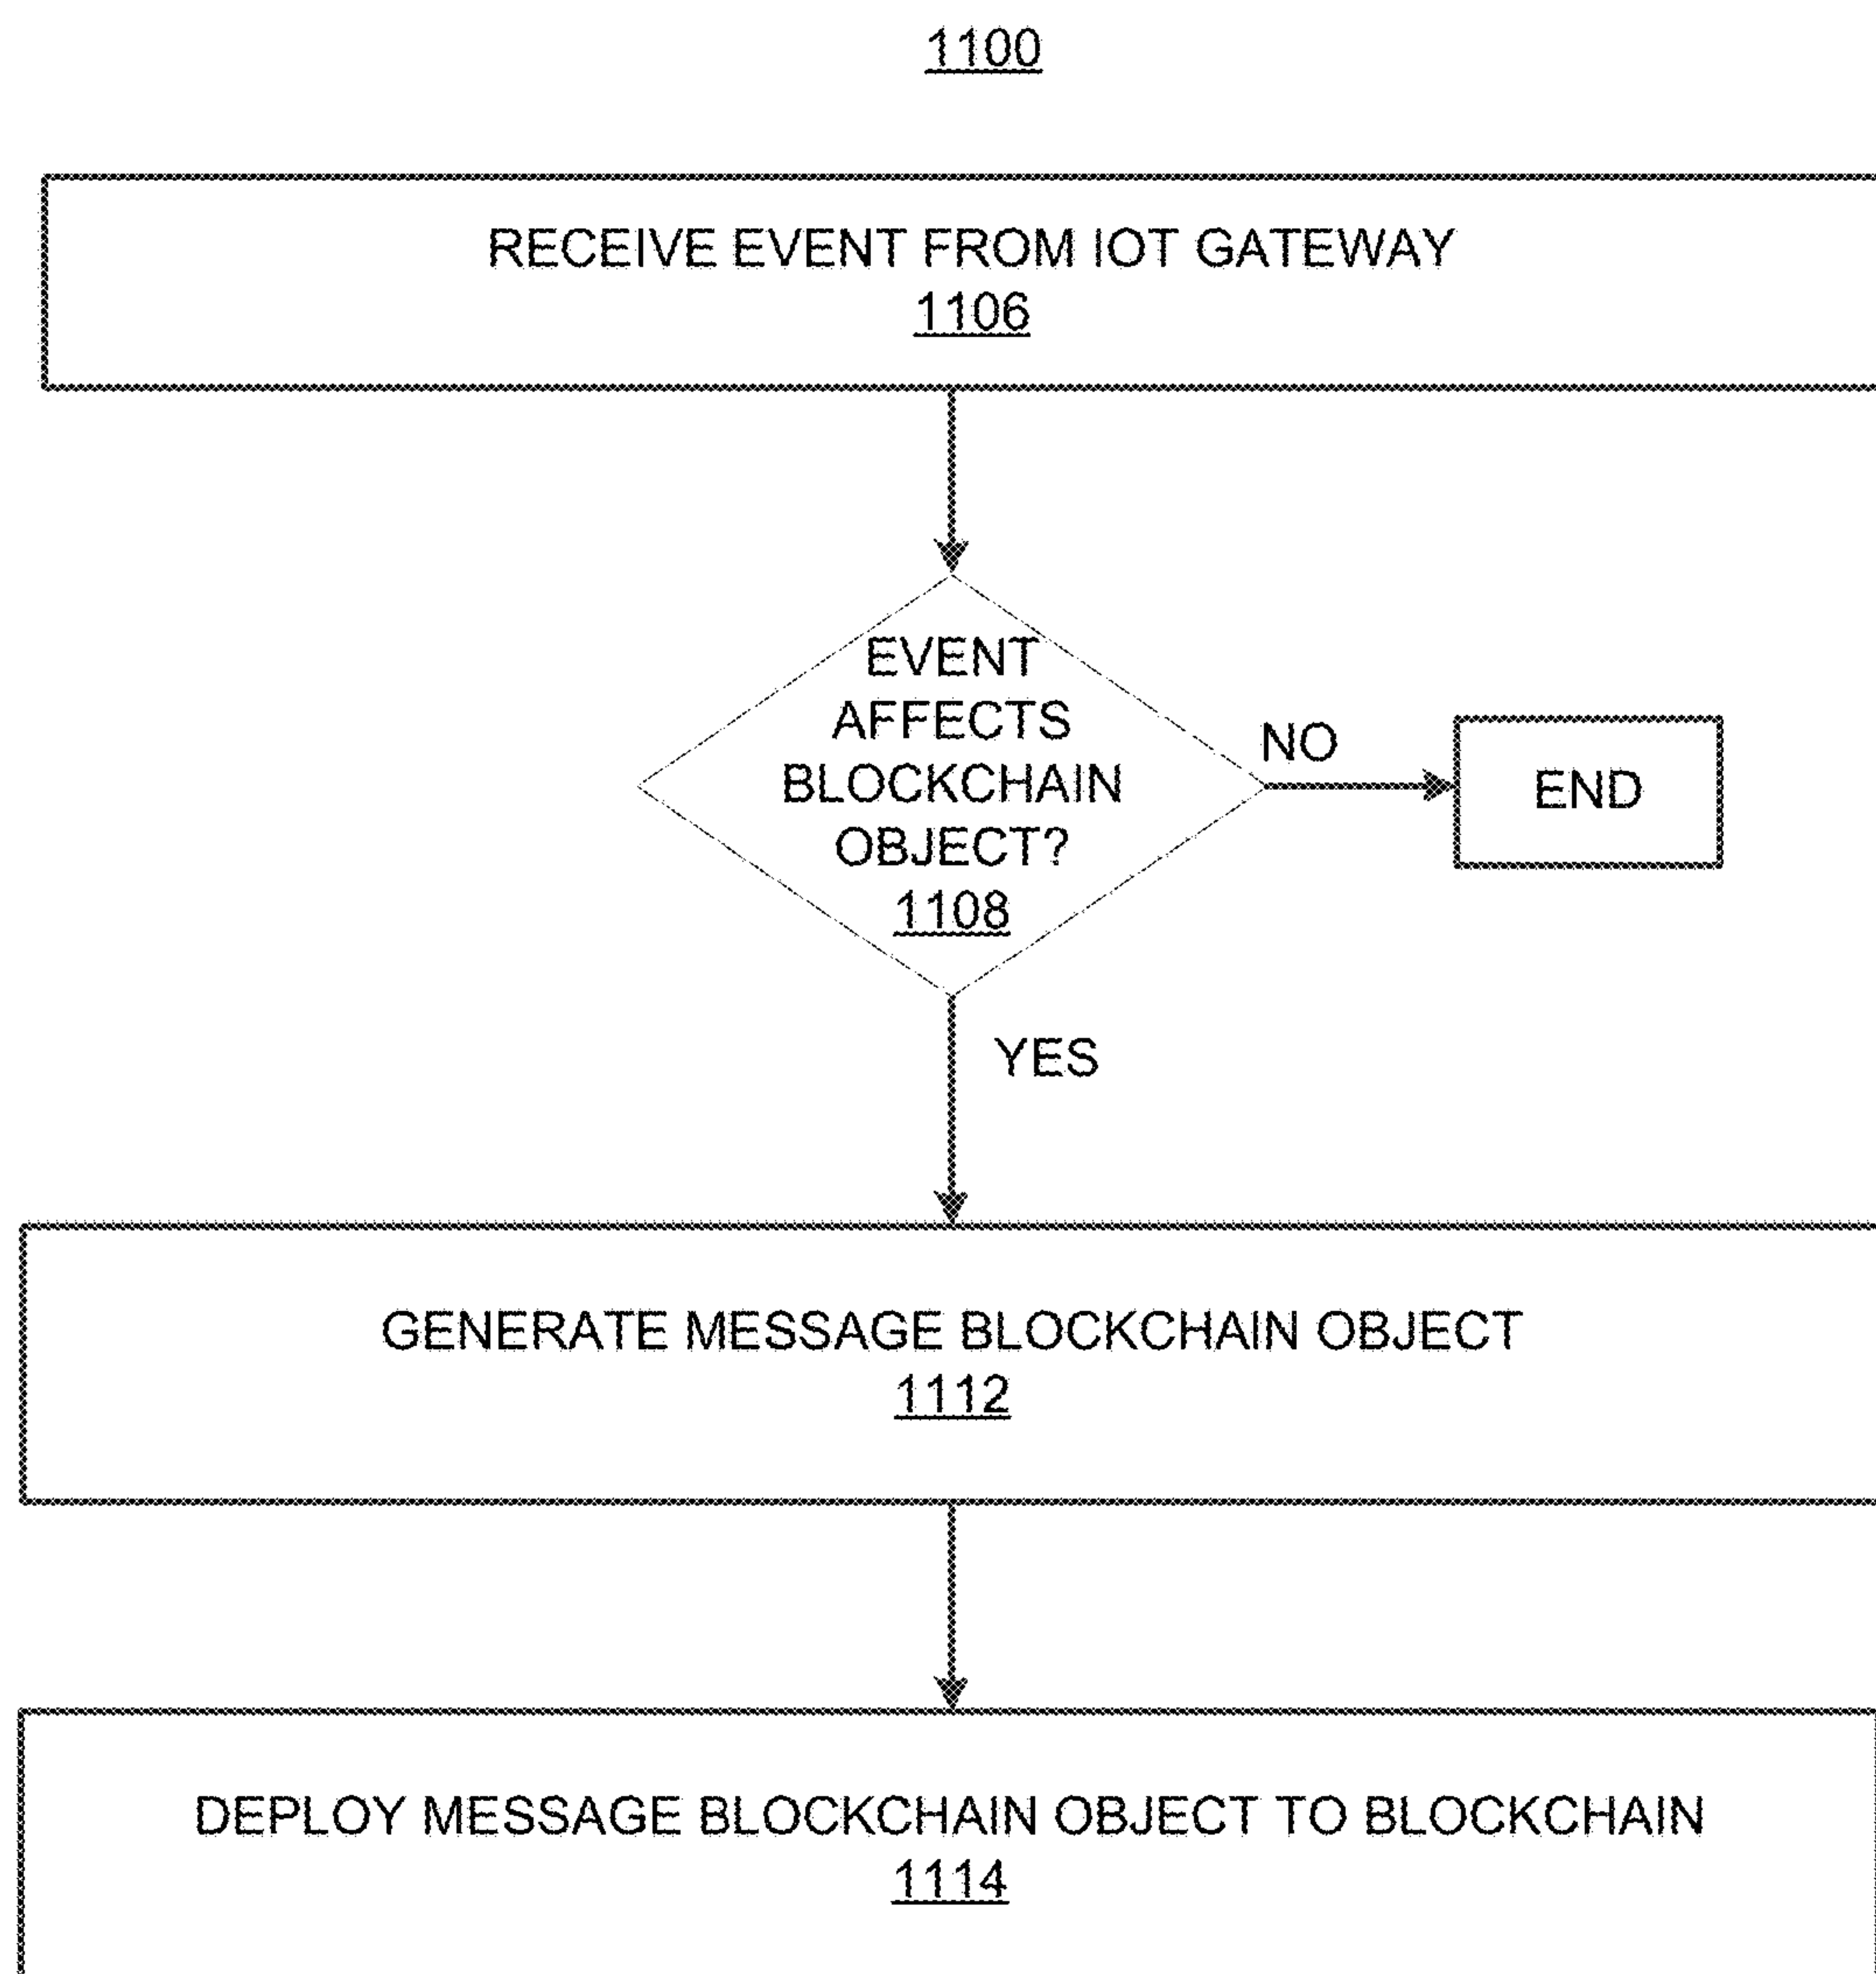 1100
RECEIVE EVENT FROM IOT GATEWAY
1106
EVENT
AFFECTS
BLOCKCHAIN
OBJECT?
1108
NO
END
YES
GENERATE MESSAGE BLOCKCHAIN OBJECT
1112
DEPLOY MESSAGE BLOCKCHAIN OBJECT TO BLOCKCHAIN
1114